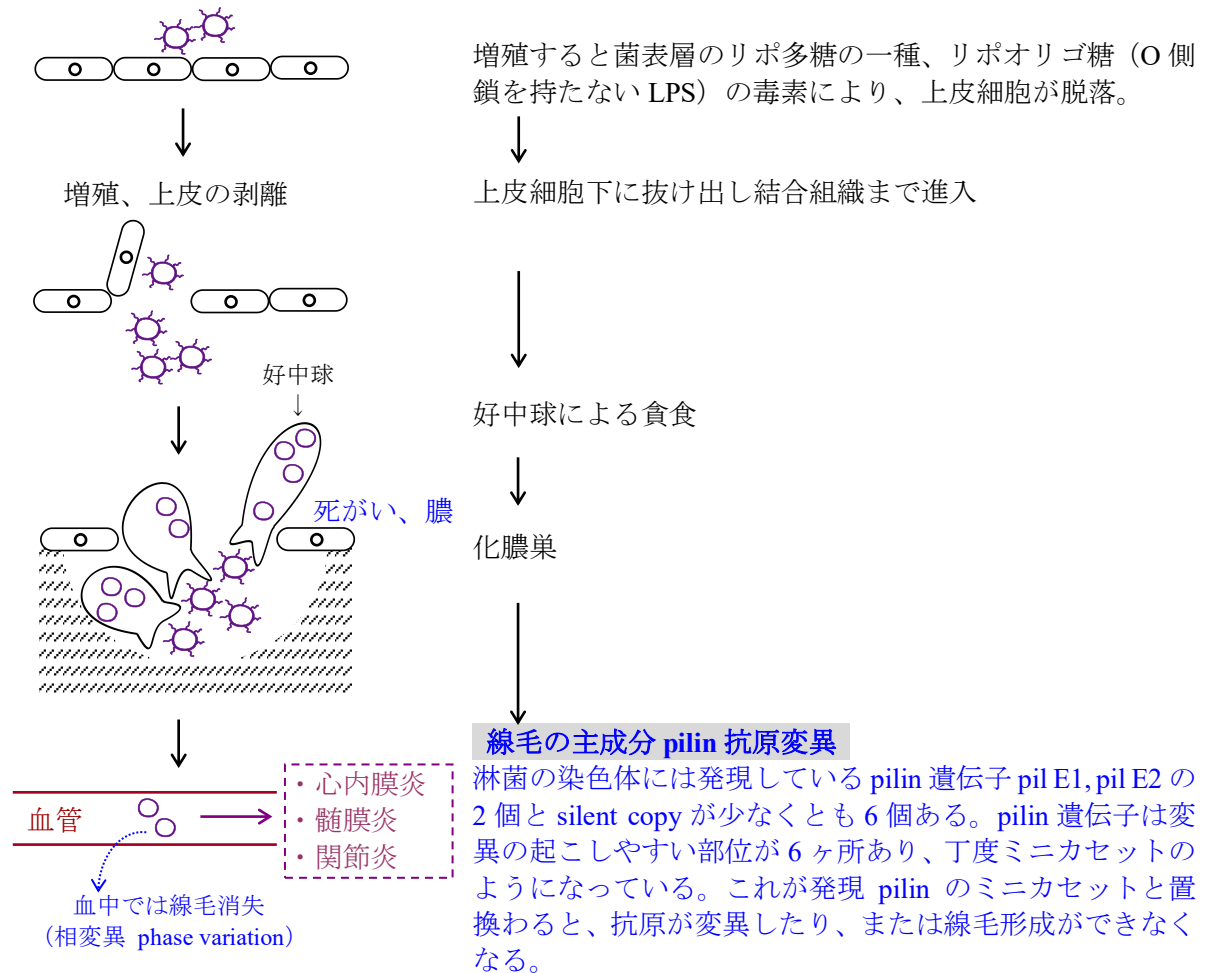 増殖すると菌表層のリポ多糖の一種、リポオリゴ糖（O 側
鎖を持たない LPS）の毒素により、上皮細胞が脱落。
増殖、上皮の剥離
上皮細胞下に抜け出し結合組織まで進入
好中球
好中球による貪食
死がい、膿
化膿巣
線毛の主成分 pilin 抗原変異
淋菌の染色体には発現している pilin 遺伝子 pil E1, pil E2 の
2 個と silent copy が少なくとも 6 個ある。pilin 遺伝子は変
異の起こしやすい部位が 6 ヶ所あり、丁度ミニカセットの
ようになっている。これが発現 pilin のミニカセットと置
換わると、抗原が変異したり、または線毛形成ができなく
なる。
血管
・心内膜炎
・髄膜炎
・関節炎
血中では線毛消失
（相変異 phase variation）